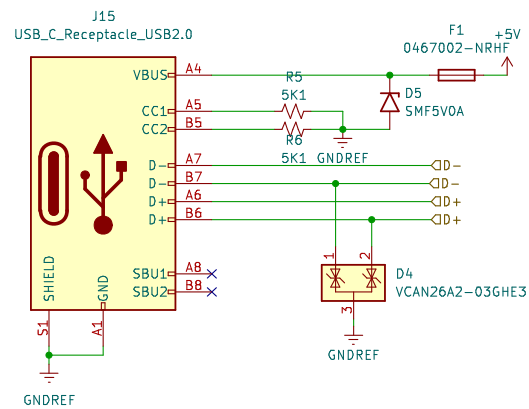 J15
USB_C_Receptacle_USB2.0
F1
0467002-NRHF
+5V
VBUS
A4
R5
5K1
D5
SMF5V0A
CC1
A5
CC2
B5
R6
5K1
GNDREF
D-
A7
D-
D-
B7
D-
D+
A6
D+
D+
B6
D+
1
2
SBU1
A8
SBU2
B8
D4
VCAN26A2-03GHE3
3
SHIELD
GND
S1
A1
GNDREF
GNDREF